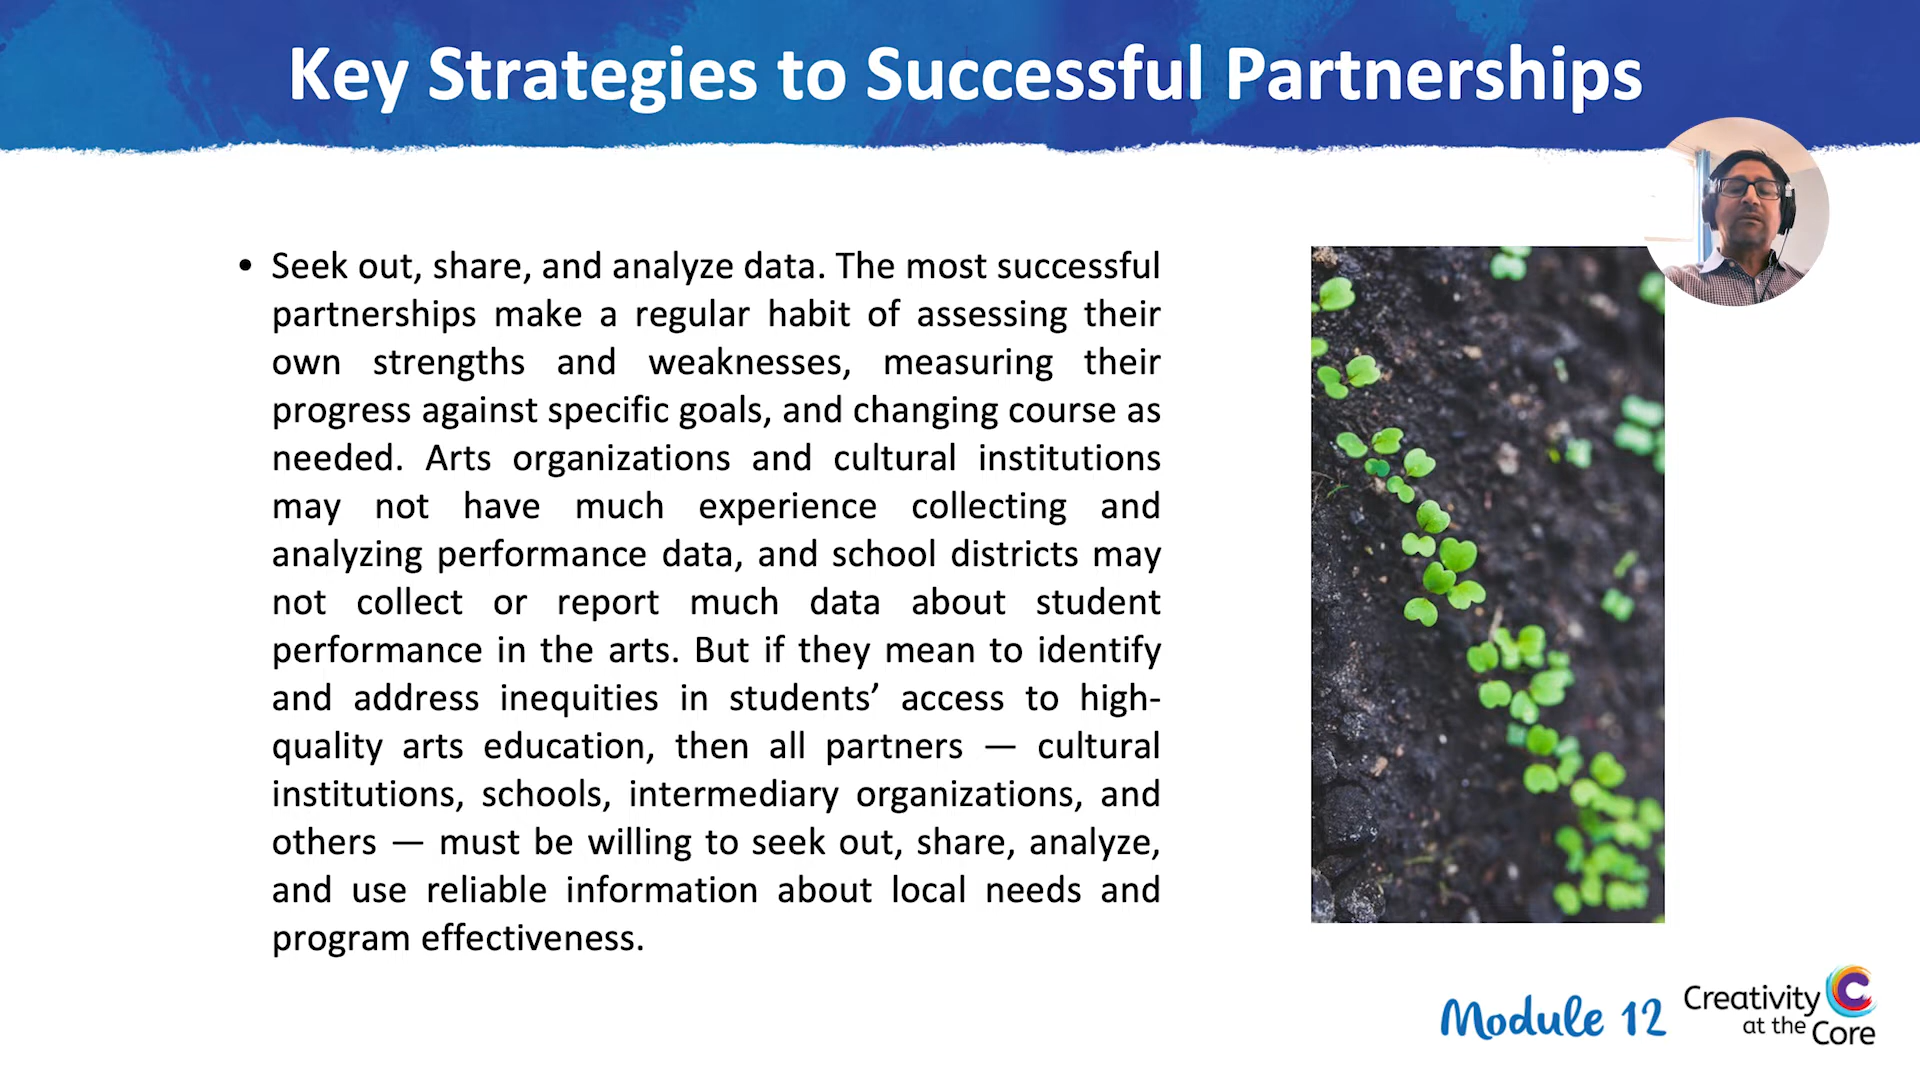 Key Strategies to Successful Partnerships
• Seek out, share, and analyze data. The most successful
partnerships make a regular habit of assessing their
own strengths and weaknesses, measuring their
progress against specific goals, and changing course as
needed. Arts organizations and cultural institutions
may not have much experience collecting and
analyzing performance data, and school districts may
not collect or report much data about student
performance in the arts. But if they mean to identify
and address inequities in students’ access to high-
quality arts education, then all partners — cultural
institutions, schools, intermediary organizations, and
others — must be willing to seek out, share, analyze,
and use reliable information about local needs and
program effectiveness.
Module 12
Creativity
at the Core